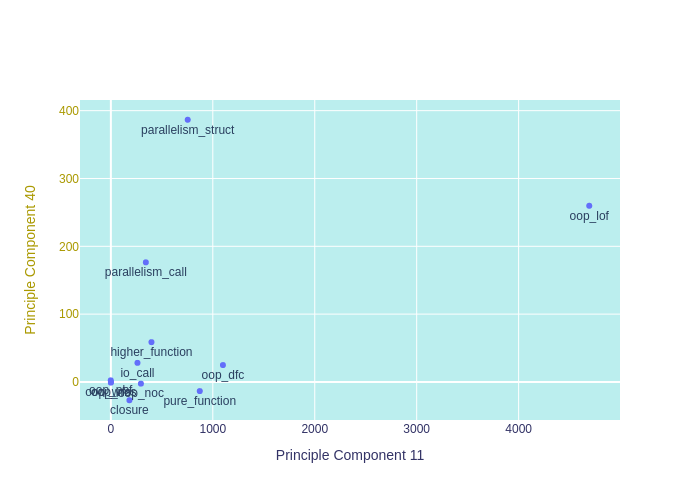 400
parallelism_struct
300
oop_lof
200
parallelism_call
100
higher_function
io_call
oop_dfc
0
oop_noc
pure_function
closure
0
1000
2000
3000
4000
Principle Component 11
Principle Component 40